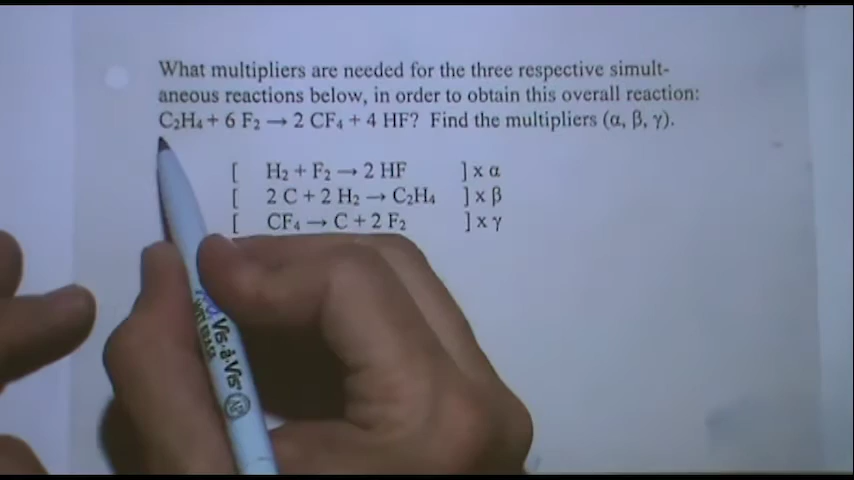 What multipliers are needed for the three respective simult-
aneous reactions below, in order to obtain this overall reaction:
C₂H₄ + 6 F₂ → 2 CF₄ + 4 HF? Find the multipliers (α, β, γ).
[ H₂ + F₂ → 2 HF ] x α
[ 2 C + 2 H₂ → C₂H₄ ] x β
[ CF₄ → C + 2 F₂ ] x γ
Vis-à-Vis
AP